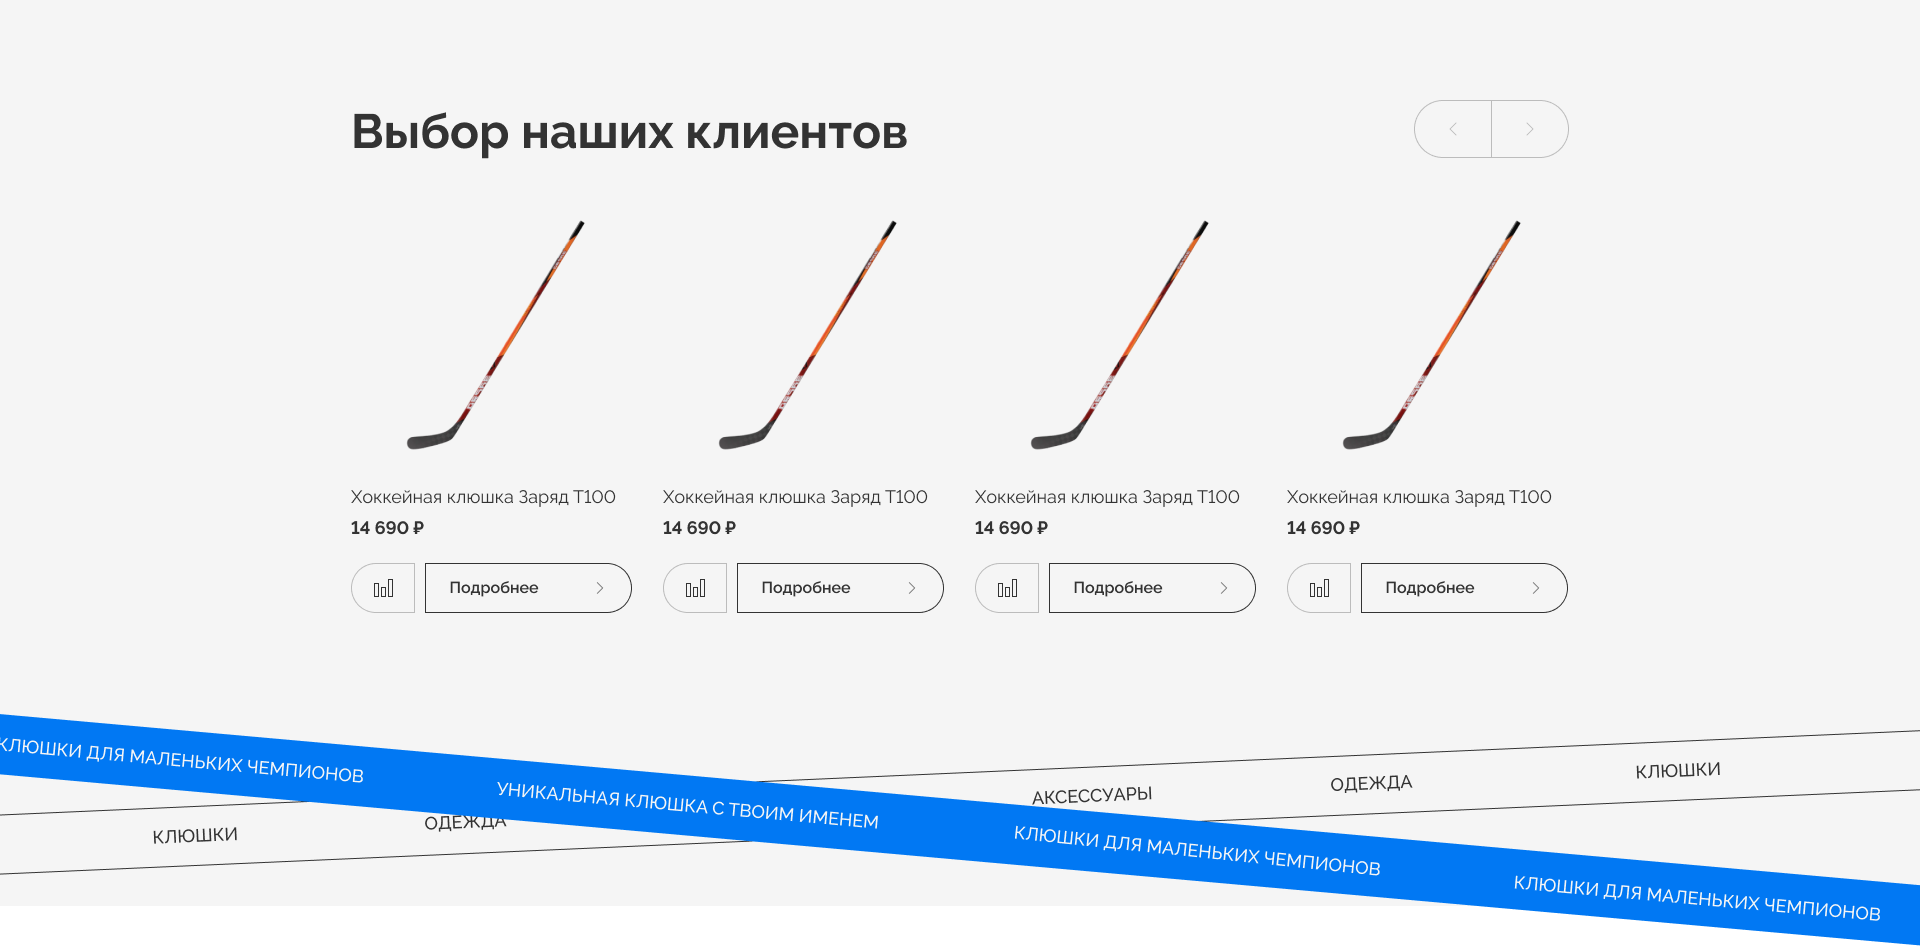 Выбор наших клиентов
Хоккейная клюшка Заряд Т100
14 690 ₽
Подробнее
Хоккейная клюшка Заряд Т100
14 690 ₽
Подробнее
Хоккейная клюшка Заряд Т100
14 690 ₽
Подробнее
Хоккейная клюшка Заряд Т100
14 690 ₽
Подробнее
КЛЮШКИ ДЛЯ МАЛЕНЬКИХ ЧЕМПИОНОВ
УНИКАЛЬНАЯ КЛЮШКА С ТВОИМ ИМЕНЕМ
КЛЮШКИ ДЛЯ МАЛЕНЬКИХ ЧЕМПИОНОВ
КЛЮШКИ ДЛЯ МАЛЕНЬКИХ ЧЕМПИОНОВ
КЛЮШКИ
ОДЕЖДА
АКСЕССУАРЫ
ОДЕЖДА
КЛЮШКИ